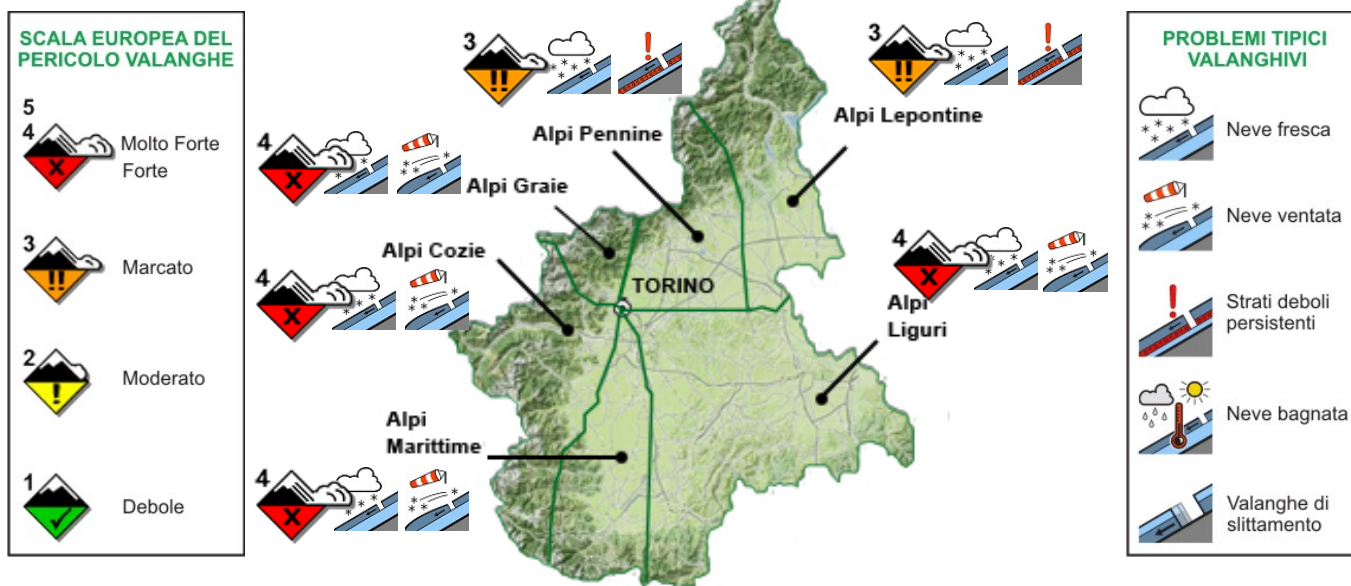 SCALA EUROPEA DEL
PERICOLO VALANGHE
5
4
Molto Forte
Forte
3
Marcato
2
Moderato
1
Debole
3
3
Alpi Pennine
Alpi Lepontine
4
Alpi Graie
4
Alpi Cozie
4
TORINO
Alpi
Liguri
Alpi
Marittime
4
PROBLEMI TIPICI
VALANGHIVI
Neve fresca
Neve ventata
Strati deboli
persistenti
Neve bagnata
Valanghe di
slittamento